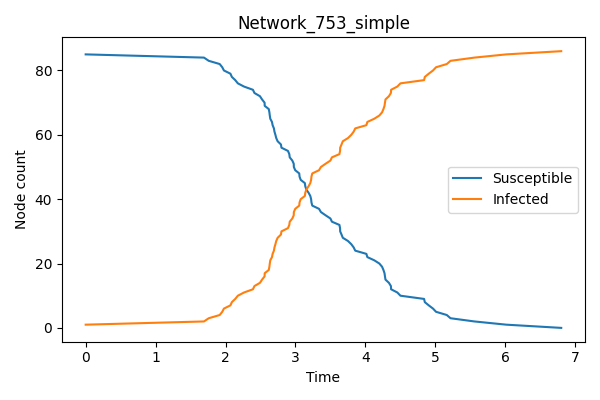 Network_753_simple
Node count
80
60
40
20
0
Susceptible
Infected
0 1 2 3 4 5 6 7
Time